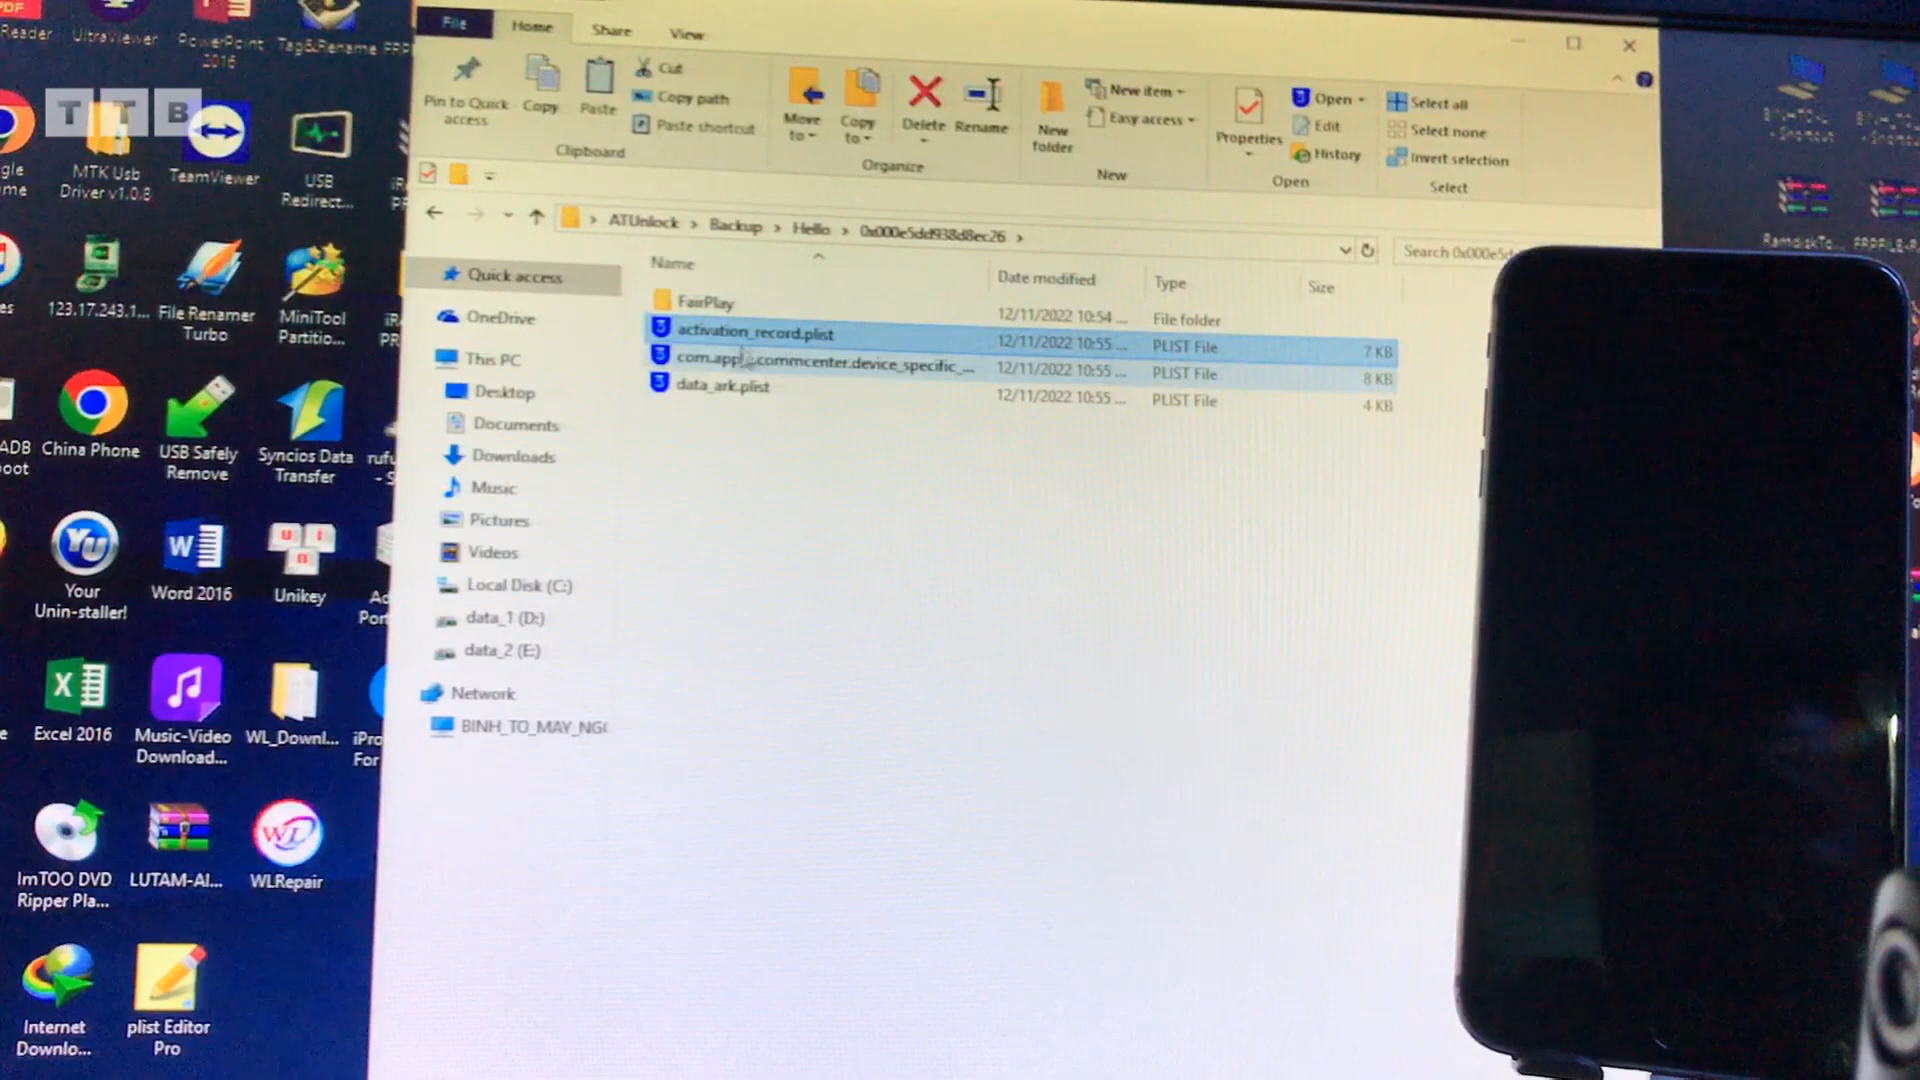 Reader
UltraViewer
PowerPoint
2016
Tag&Rename
TTB
MTK Usb
Driver v1.0.8
TeamViewer
USB
Redirect...
123.17.243.1...
File Renamer
Turbo
MiniTool
Partitio...
China Phone
USB Safely
Remove
Syncios Data
Transfer
Your
Unin-staller!
Word 2016
Unikey
Excel 2016
Music-Video
Download...
WL_Downl...
ImTOO DVD
Ripper Pla...
LUTAM-AI...
WLRepair
Internet
Downlo...
plist Editor
Pro
File
Home
Share
View
Pin to Quick
access
Copy
Paste
Cut
Copy path
Paste shortcut
Clipboard
Move
to
Copy
to
Delete
Rename
Organize
New
folder
New item
Easy access
New
Properties
Open
Edit
History
Open
Select all
Select none
Invert selection
Select
ATUnlock > Backup > Hello > 0x000e5dd938d8ec26 >
Search 0x000e5d
Name
Date modified
Type
Size
FairPlay
12/11/2022 10:54 ...
File folder
activation_record.plist
12/11/2022 10:55 ...
PLIST File
7 KB
commcenter.device_specific_...
12/11/2022 10:55 ...
PLIST File
8 KB
data_ark.plist
12/11/2022 10:55 ...
PLIST File
4 KB
Quick access
OneDrive
This PC
Desktop
Documents
Downloads
Music
Pictures
Videos
Local Disk (C:)
data_1 (D:)
data_2 (E:)
Network
BINH_TO_MAY_NG